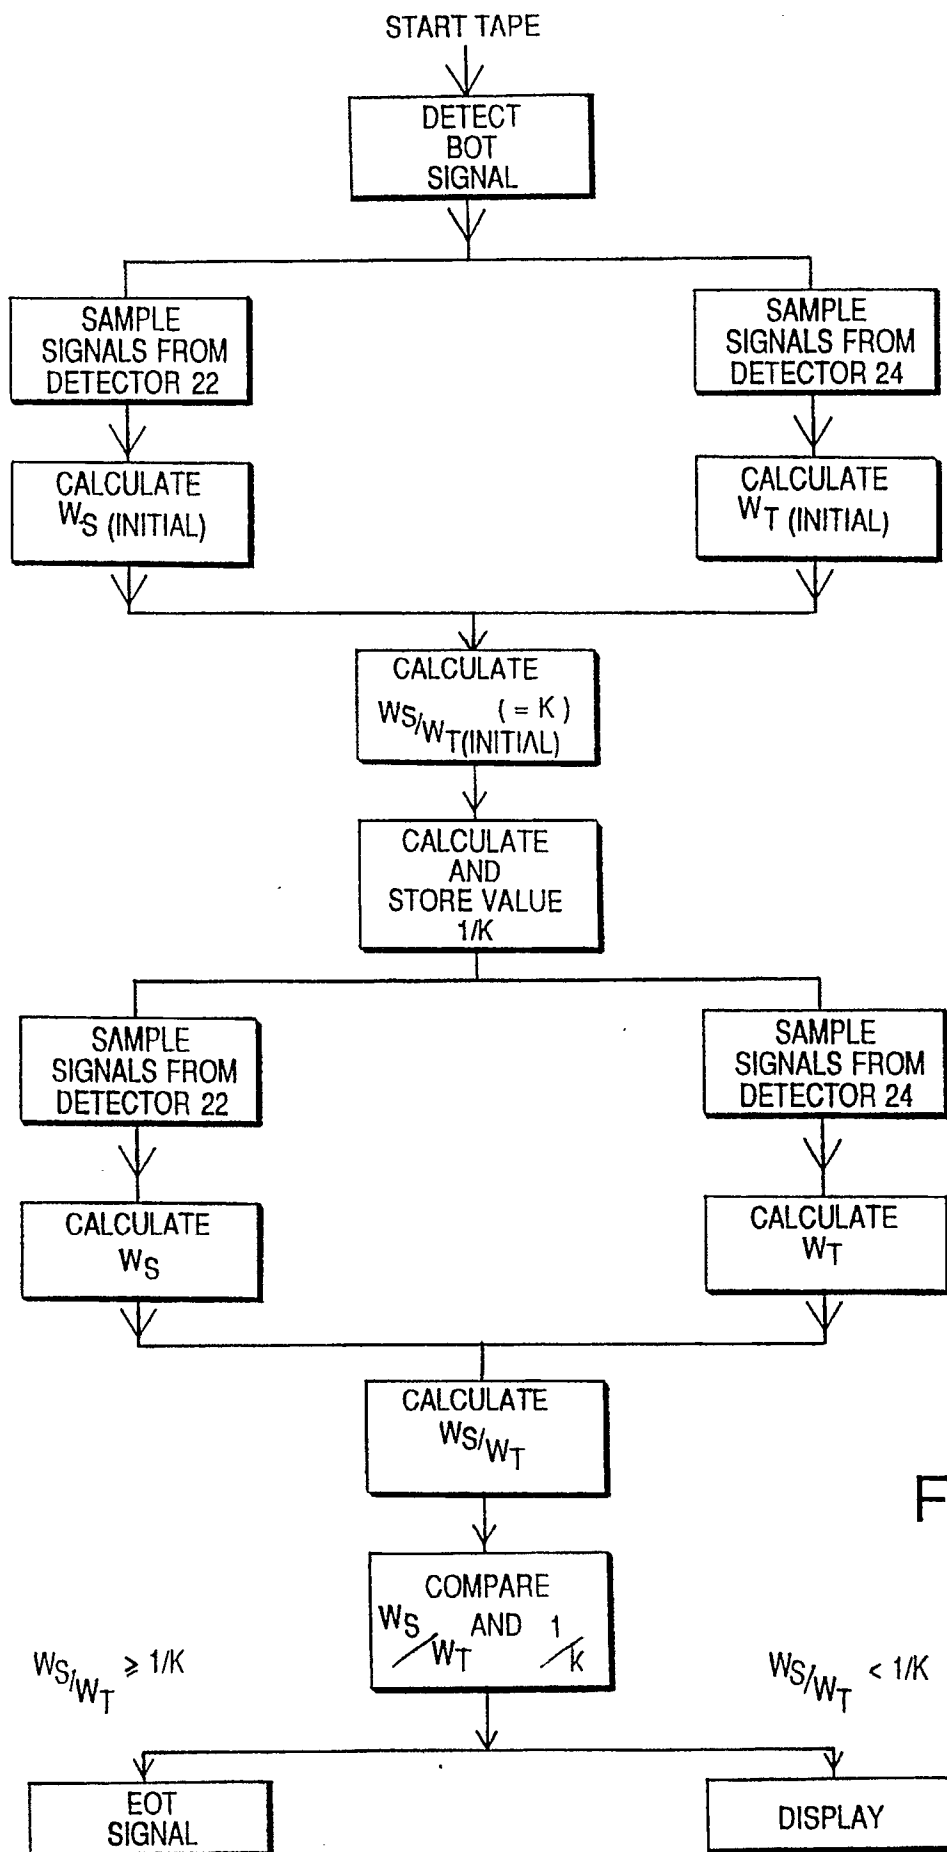 START TAPE
DETECT
BOT
SIGNAL
SAMPLE
SIGNALS FROM
DETECTOR 22
SAMPLE
SIGNALS FROM
DETECTOR 24
CALCULATE
WS (INITIAL)
CALCULATE
WT (INITIAL)
CALCULATE
WS/WT(INITIAL) ( = K )
CALCULATE
AND
STORE VALUE
1/K
SAMPLE
SIGNALS FROM
DETECTOR 22
SAMPLE
SIGNALS FROM
DETECTOR 24
CALCULATE
WS
CALCULATE
WT
CALCULATE
WS/WT
F
COMPARE
WS/WT AND 1/K
WS/WT ⩾ 1/K
WS/WT < 1/K
EOT
SIGNAL
DISPLAY